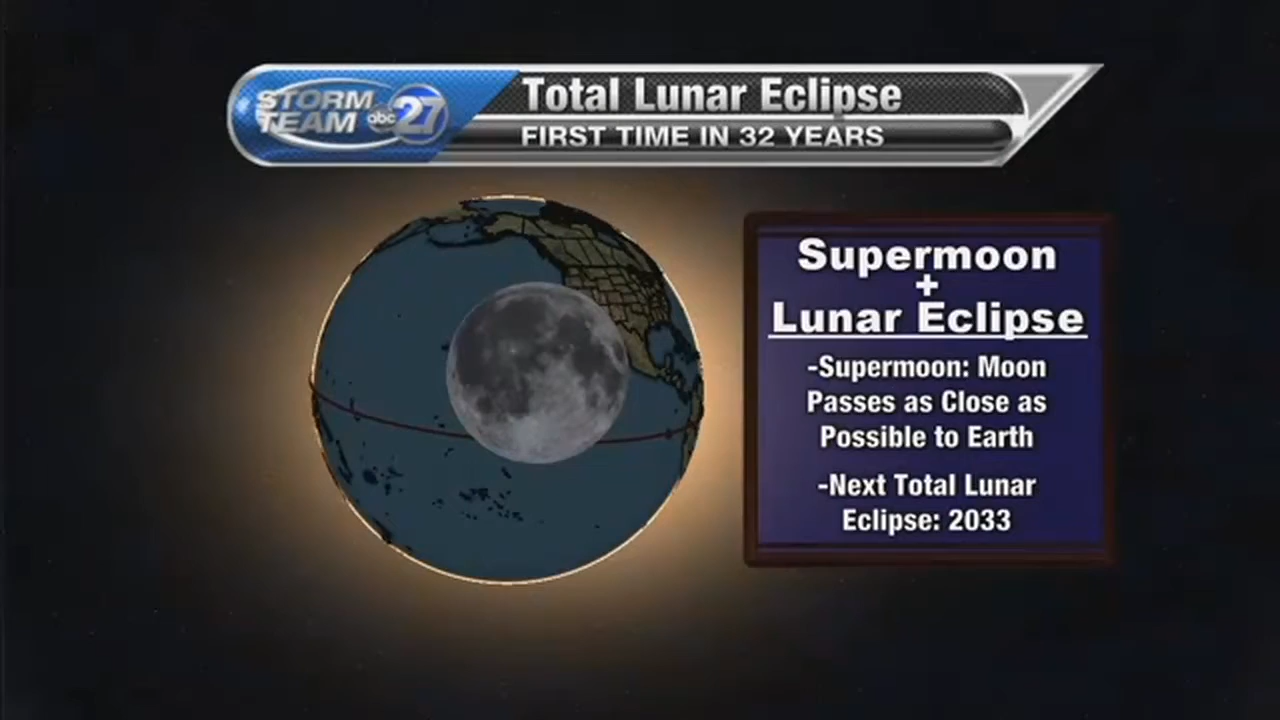 STORM
TEAM abc 27
Total Lunar Eclipse
FIRST TIME IN 32 YEARS
Supermoon
+
Lunar Eclipse
-Supermoon: Moon
Passes as Close as
Possible to Earth
-Next Total Lunar
Eclipse: 2033